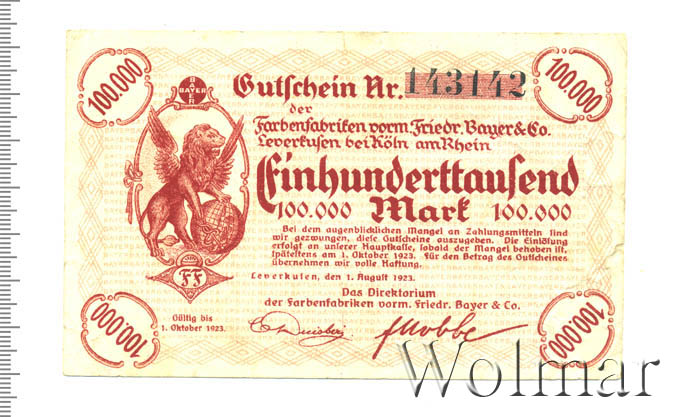 100.000
BAYER
BAYER
Gutschein Nr. 143142
100.000
der
Farbenfabriken vorm. Friedr. Bayer & Co.
Leverkusen bei Köln am Rhein
Einhunderttausend
100.000 Mark 100.000
Bei dem augenblicklichen Mangel an Zahlungsmitteln sind
wir gezwungen, diese Gutscheine auszugeben. Die Einlösung
erfolgt an unserer Hauptkasse, sobald der Mangel behoben ist,
spätestens am 1. Oktober 1923. Für den Betrag des Gutscheines
übernehmen wir volle Haftung.
Leverkusen, den 1. August 1923.
FF
Das Direktorium
der Farbenfabriken vorm. Friedr. Bayer & Co.
Gültig bis
1. Oktober 1923.
100.000
C. Duisberg
100.000
Wolmar